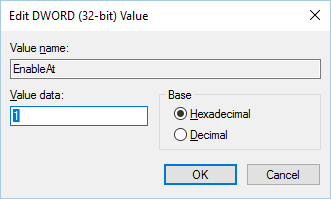 Edit DWORD (32-bit) Value
Value name:
EnableAt
Value data:
1
Base
Hexadecimal
Decimal
OK
Cancel